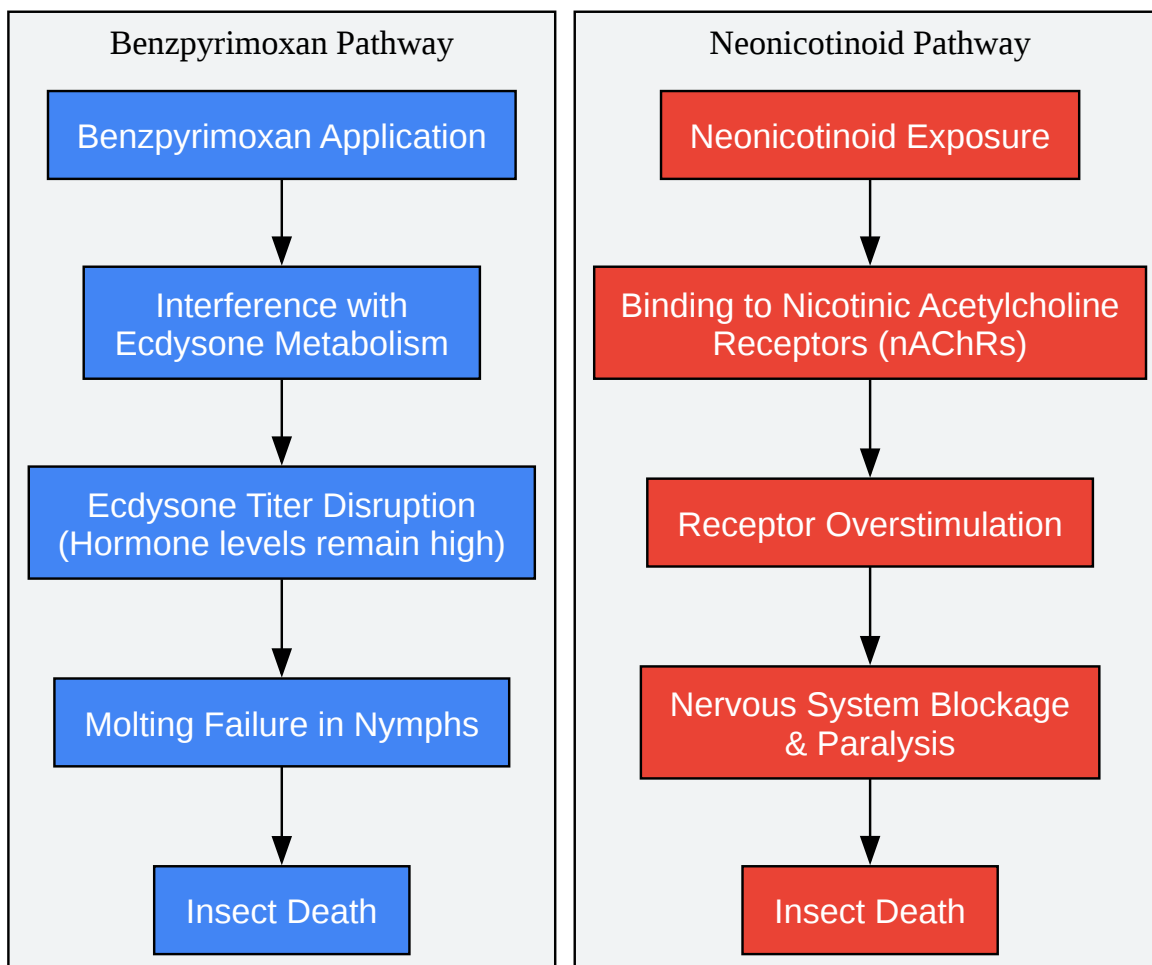 Benzpyrimoxan Pathway
Benzpyrimoxan Application
Interference with
Ecdysone Metabolism
Ecdysone Titer Disruption
(Hormone levels remain high)
Molting Failure in Nymphs
Insect Death
Neonicotinoid Pathway
Neonicotinoid Exposure
Binding to Nicotinic Acetylcholine
Receptors (nAChRs)
Receptor Overstimulation
Nervous System Blockage
& Paralysis
Insect Death